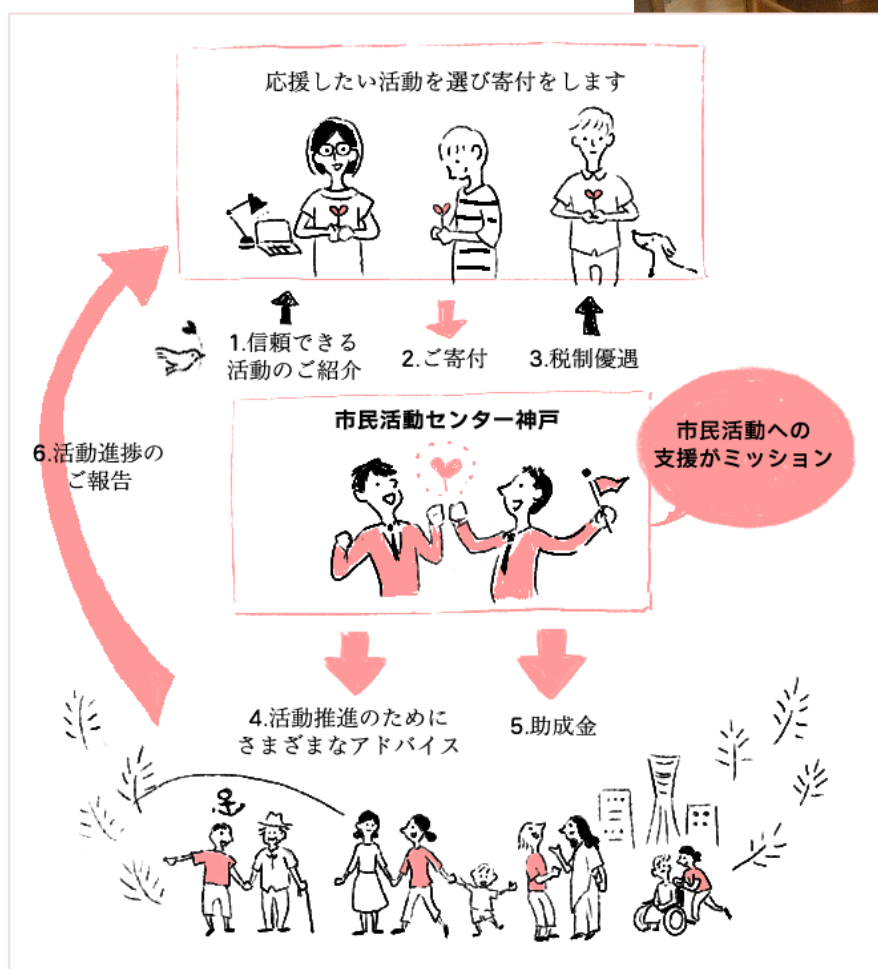 応援したい活動を選び寄付をします
1.信頼できる
活動のご紹介
2.ご寄付
3.税制優遇
市民活動センター神戸
市民活動への
支援がミッション
6.活動進捗の
ご報告
4.活動推進のために
さまざまなアドバイス
5.助成金